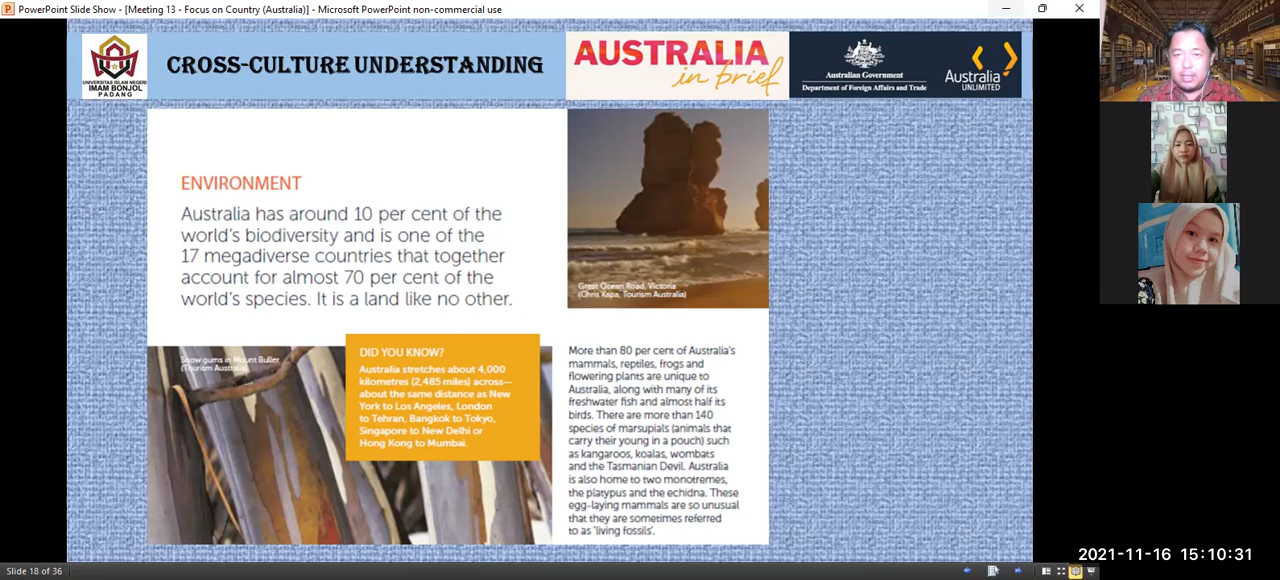 PowerPoint Slide Show - [Meeting 13 - Focus on Country (Australia)] - Microsoft PowerPoint non-commercial use
UNIVERSITAS ISLAM NEGERI
IMAM BONJOL
PADANG
CROSS-CULTURE UNDERSTANDING
AUSTRALIA
in brief
Australian Government
Department of Foreign Affairs and Trade
Australia
UNLIMITED
ENVIRONMENT
Australia has around 10 per cent of the
world's biodiversity and is one of the
17 megadiverse countries that together
account for almost 70 per cent of the
world's species. It is a land like no other.
Great Ocean Road, Victoria
(Chris Kapa, Tourism Australia)
Snow gums in Mount Buller
(Tourism Australia)
DID YOU KNOW?
Australia stretches about 4,000
kilometres (2,485 miles) across—
about the same distance as New
York to Los Angeles, London
to Tehran, Bangkok to Tokyo,
Singapore to New Delhi or
Hong Kong to Mumbai.
More than 80 per cent of Australia's
mammals, reptiles, frogs and
flowering plants are unique to
Australia, along with many of its
freshwater fish and almost half its
birds. There are more than 140
species of marsupials (animals that
carry their young in a pouch) such
as kangaroos, koalas, wombats
and the Tasmanian Devil. Australia
is also home to two monotremes,
the platypus and the echidna. These
egg-laying mammals are so unusual
that they are sometimes referred
to as 'living fossils'.
2021-11-16 15:10:31
Slide 18 of 36